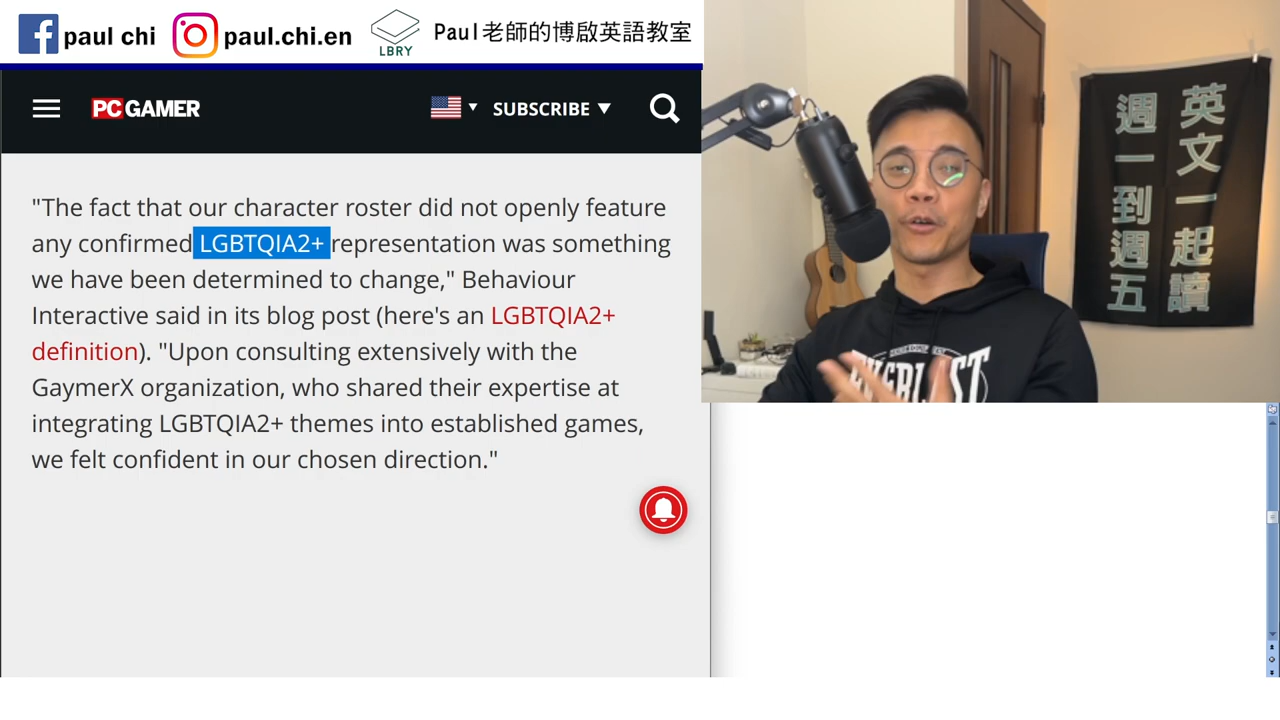 paul chi
paul.chi.en
LBRY
Paul老師的博啟英語教室
PC GAMER
SUBSCRIBE
"The fact that our character roster did not openly feature
any confirmed LGBTQIA2+ representation was something
we have been determined to change," Behaviour
Interactive said in its blog post (here's an LGBTQIA2+
definition). "Upon consulting extensively with the
GaymerX organization, who shared their expertise at
integrating LGBTQIA2+ themes into established games,
we felt confident in our chosen direction."
英文一起讀
週一到週五
EVERLAST